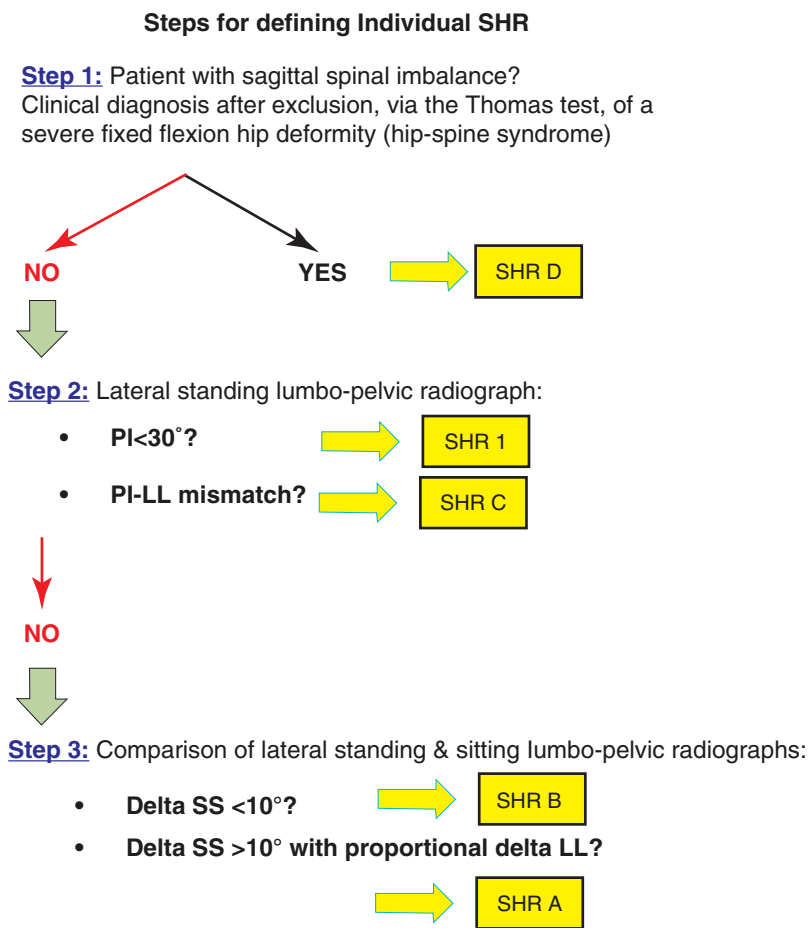 Steps for defining Individual SHR
Step 1: Patient with sagittal spinal imbalance?
Clinical diagnosis after exclusion, via the Thomas test, of a
severe fixed flexion hip deformity (hip-spine syndrome)
NO
YES
SHR D
Step 2: Lateral standing lumbo-pelvic radiograph:
• PI<30˚?
SHR 1
• PI-LL mismatch?
SHR C
NO
Step 3: Comparison of lateral standing & sitting lumbo-pelvic radiographs:
• Delta SS <10°?
SHR B
• Delta SS >10° with proportional delta LL?
SHR A